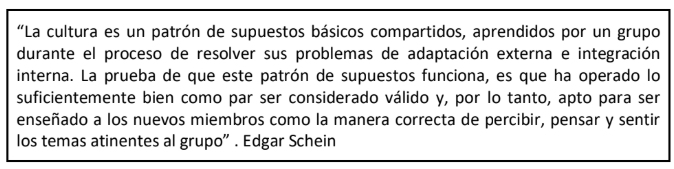 “La cultura es un patrón de supuestos básicos compartidos, aprendidos por un grupo
durante el proceso de resolver sus problemas de adaptación externa e integración
interna. La prueba de que este patrón de supuestos funciona, es que ha operado lo
suficientemente bien como par ser considerado válido y, por lo tanto, apto para ser
enseñado a los nuevos miembros como la manera correcta de percibir, pensar y sentir
los temas atinentes al grupo” . Edgar Schein